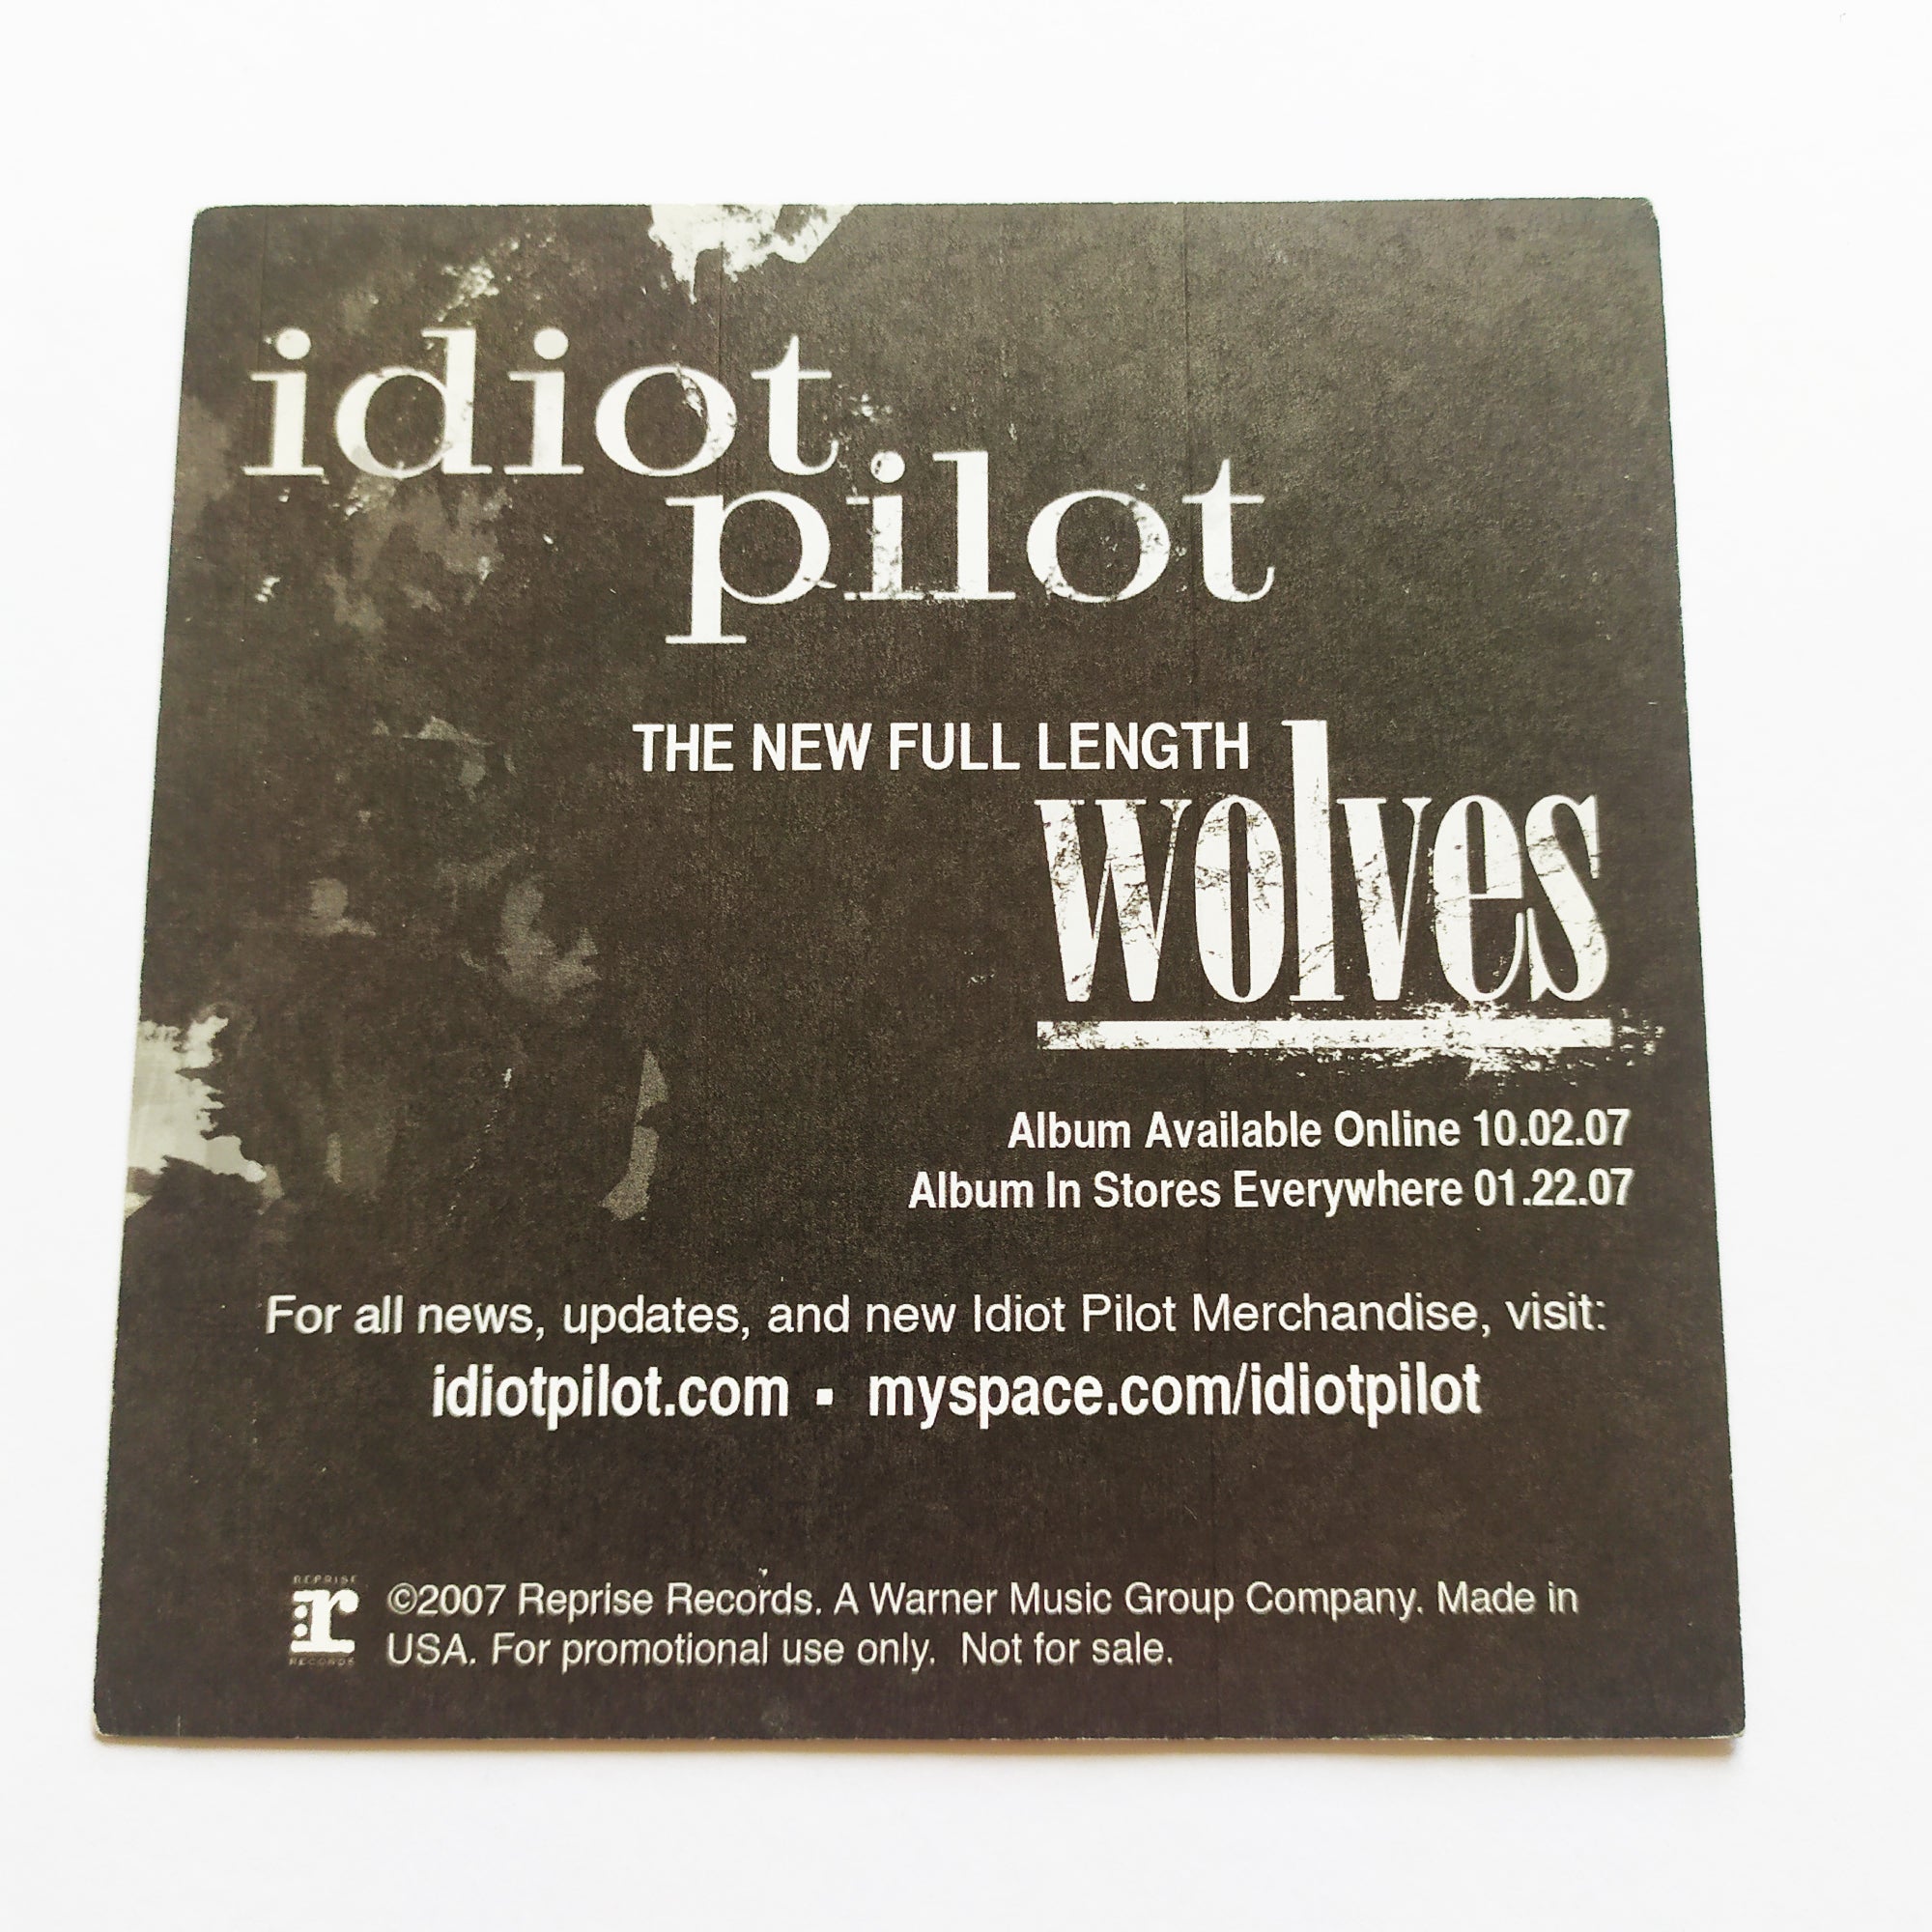 idiot
pilot
THE NEW FULL LENGTH
wolves
Album Available Online 10.02.07
Album In Stores Everywhere 01.22.07
For all news, updates, and new Idiot Pilot Merchandise, visit:
idiotpilot.com ▪ myspace.com/idiotpilot
REPRISE
r
RECORDS
©2007 Reprise Records. A Warner Music Group Company. Made in
USA. For promotional use only. Not for sale.